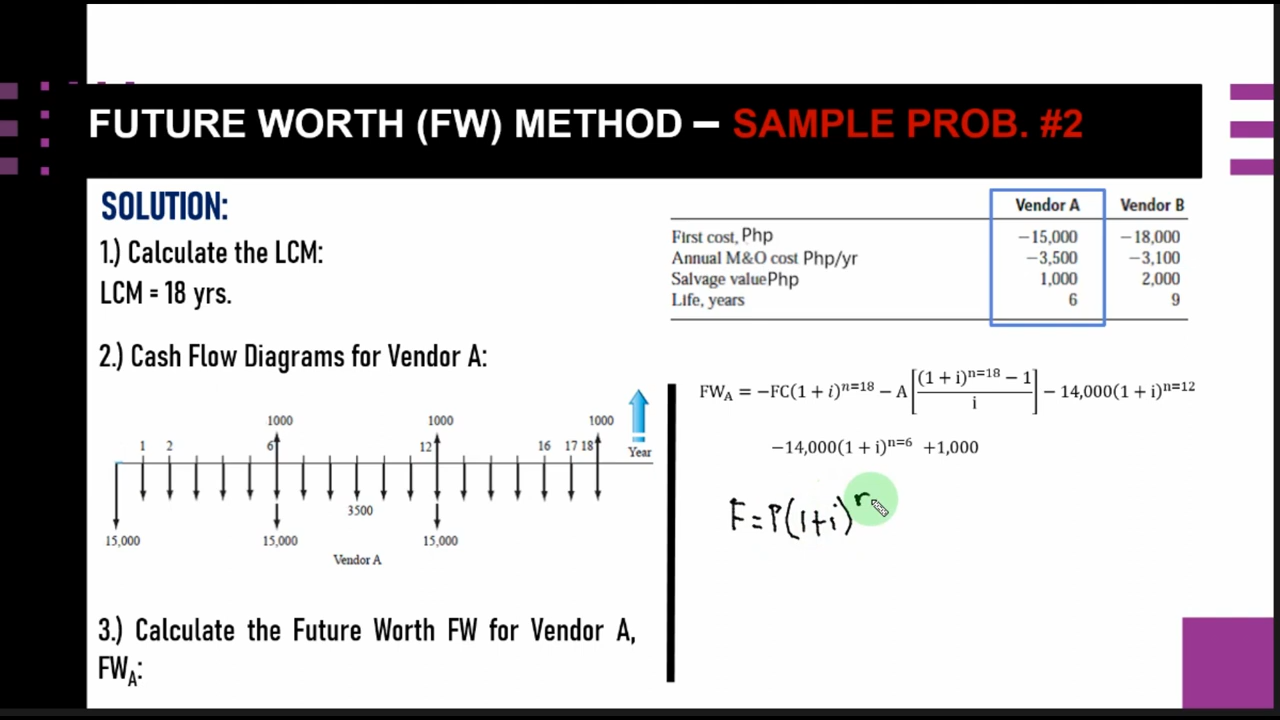 FUTURE WORTH (FW) METHOD – SAMPLE PROB. #2
SOLUTION:
1.) Calculate the LCM:
LCM = 18 yrs.
2.) Cash Flow Diagrams for Vendor A:
1000 1000 1000
1 2 6 12 16 17 18 Year
3500
15,000 15,000 15,000
Vendor A
3.) Calculate the Future Worth FW for Vendor A,
FW_A:
Vendor A Vendor B
First cost, Php −15,000 −18,000
Annual M&O cost Php/yr −3,500 −3,100
Salvage value Php 1,000 2,000
Life, years 6 9
FW_A = −FC(1 + i)^n=18 − A[((1 + i)^n=18 − 1)/i] − 14,000(1 + i)^n=12
−14,000(1 + i)^n=6 +1,000
F=P(1+i)